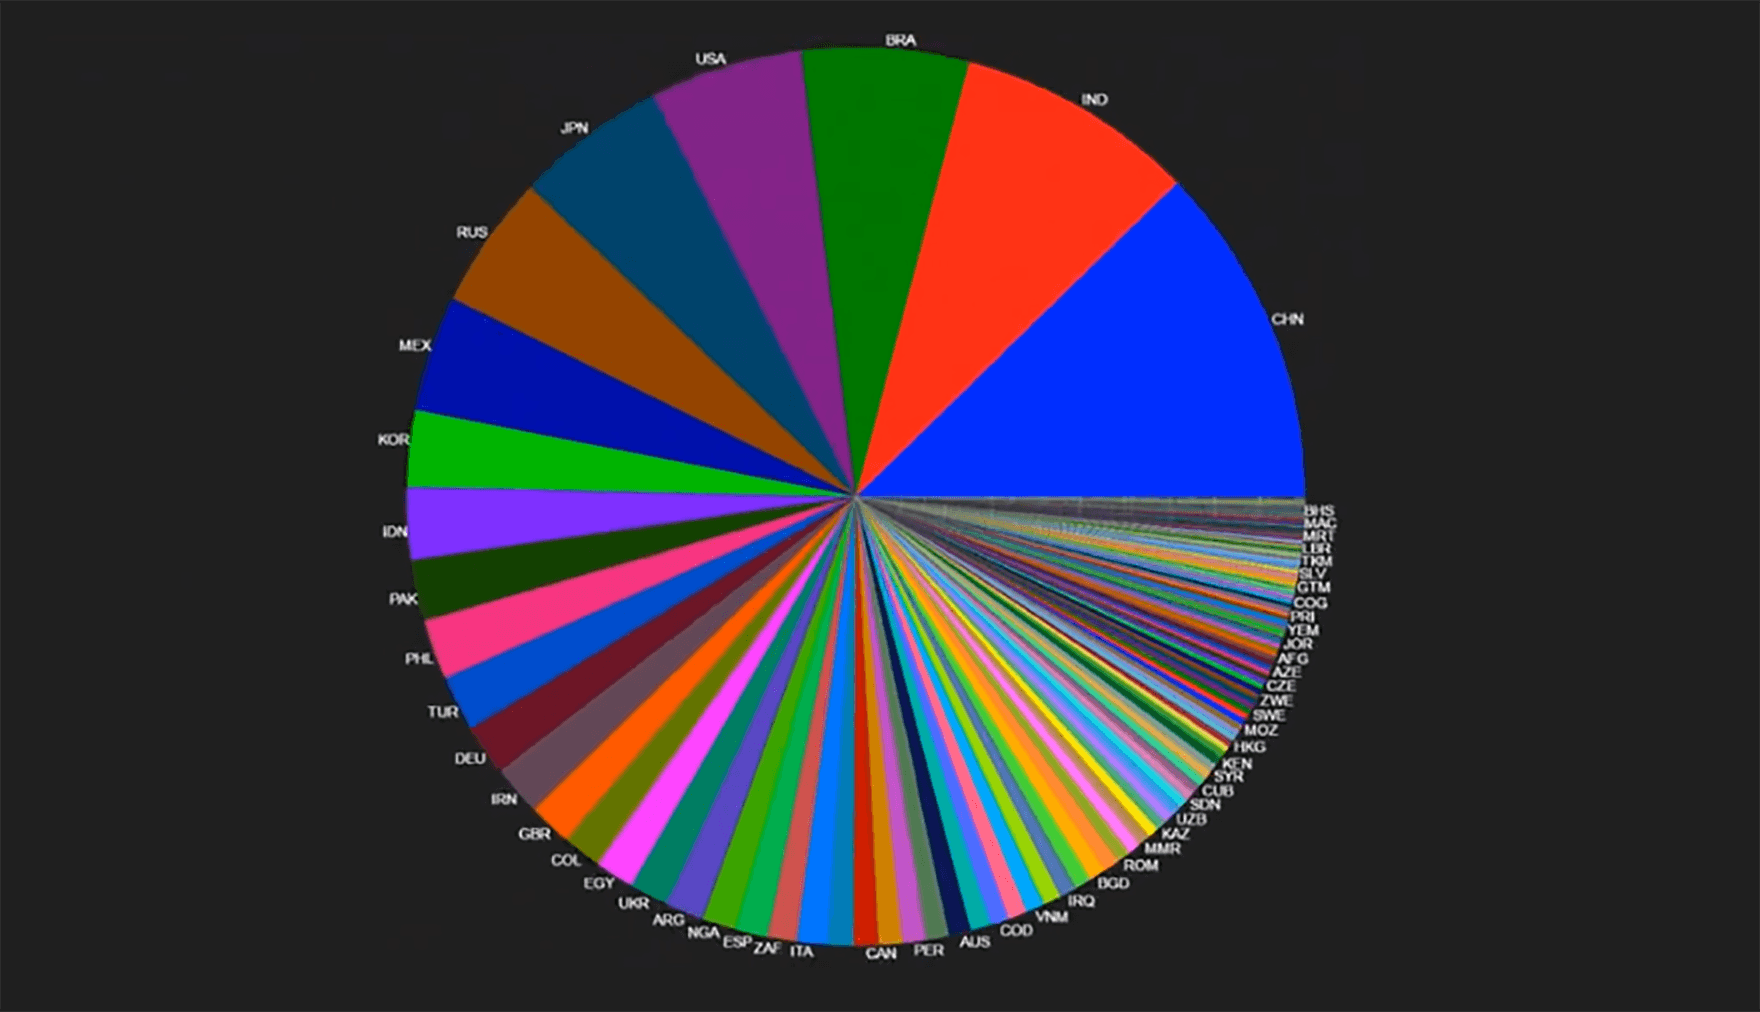 BRA
USA
IND
JPN
RUS
CHN
MEX
KOR
IDN
PAK
PHL
TUR
DEU
IRN
GBR
COL
EGY
UKR
ARG
NGA
ESP
ZAF
ITA
CAN
PER
AUS
COD
VNM
IRQ
BGD
ROM
MMR
KAZ
UZB
SDN
CUB
SYR
KEN
HKG
MOZ
SWE
ZWE
CZE
AZE
AFG
JOR
YEM
PRI
COG
GTM
SLV
TKM
LBR
MRT
MAC
BHS